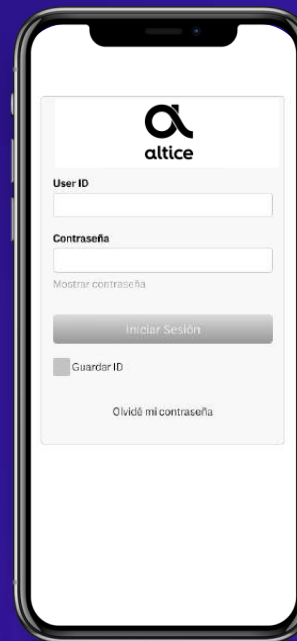 altice
User ID
Contraseña
Mostrar contraseña
Iniciar Sesión
Guardar ID
Olvidé mi contraseña